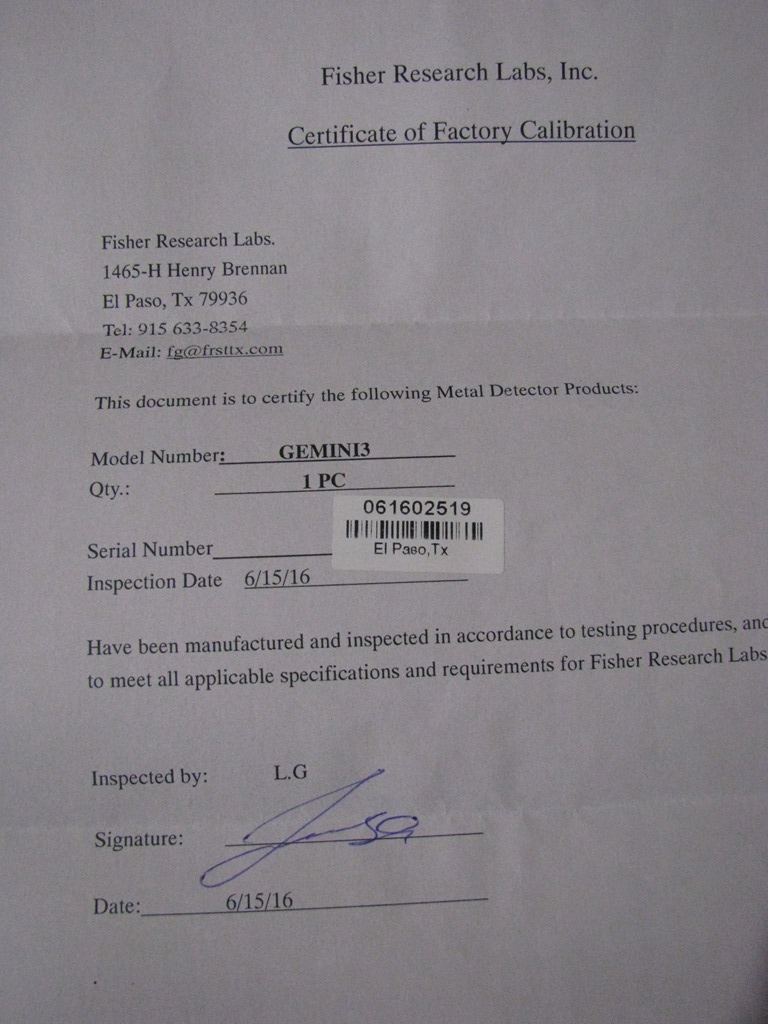 Fisher Research Labs, Inc.
Certificate of Factory Calibration
Fisher Research Labs.
1465-H Henry Brennan
El Paso, Tx 79936
Tel: 915 633-8354
E-Mail: fg@frsttx.com
This document is to certify the following Metal Detector Products:
Model Number: GEMINI3
Qty.: 1 PC
061602519
El Paso,Tx
Serial Number
Inspection Date 6/15/16
Have been manufactured and inspected in accordance to testing procedures, and
to meet all applicable specifications and requirements for Fisher Research Labs
Inspected by: L.G
Signature:
Date: 6/15/16